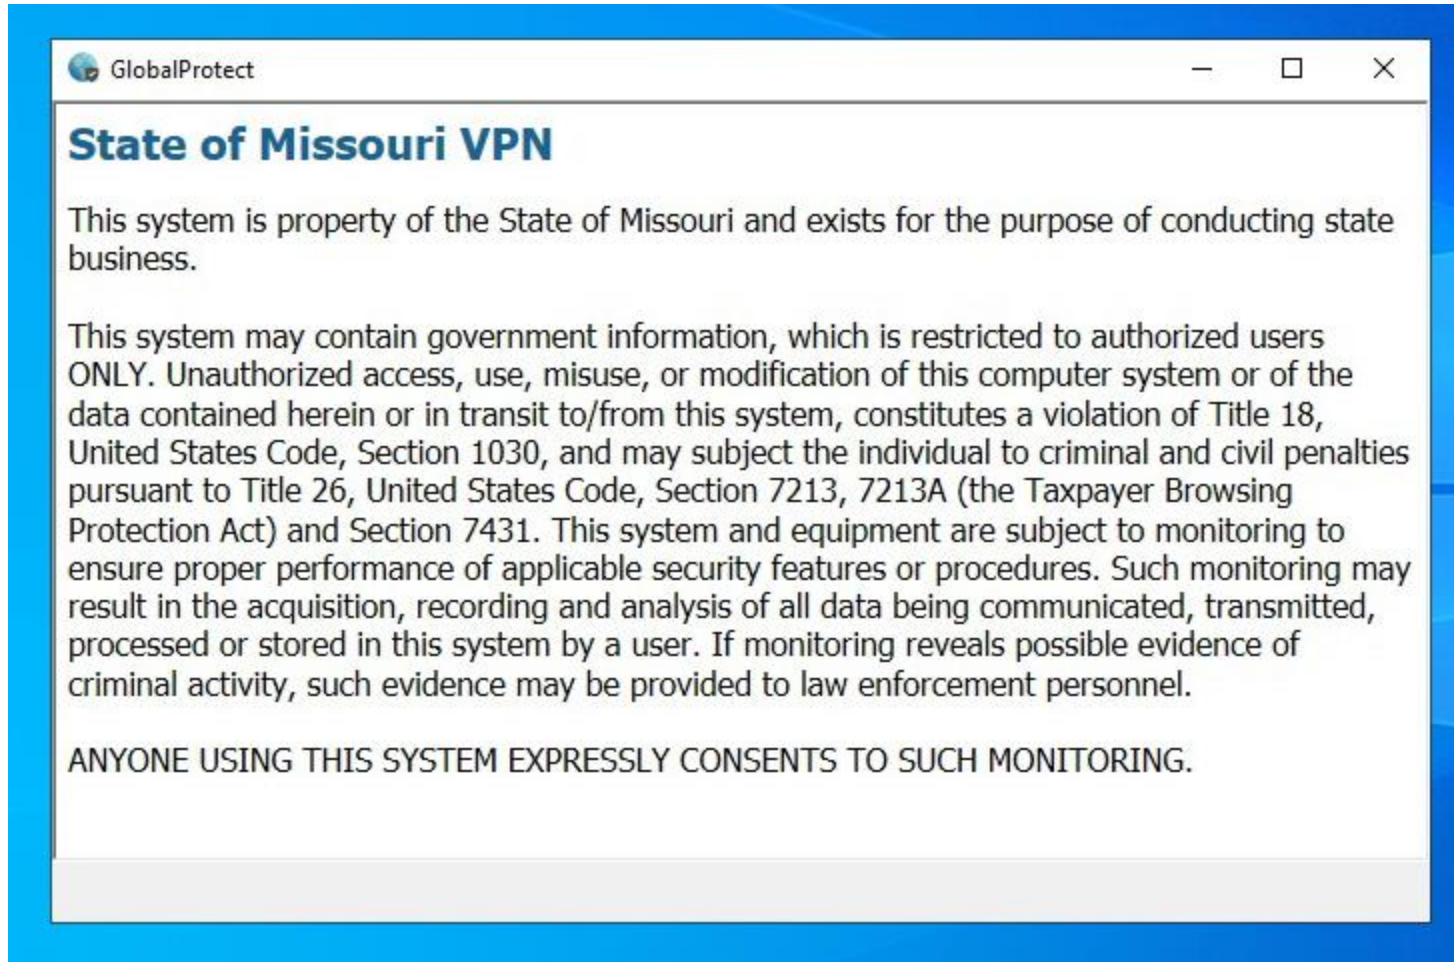 GlobalProtect
State of Missouri VPN
This system is property of the State of Missouri and exists for the purpose of conducting state
business.
This system may contain government information, which is restricted to authorized users
ONLY. Unauthorized access, use, misuse, or modification of this computer system or of the
data contained herein or in transit to/from this system, constitutes a violation of Title 18,
United States Code, Section 1030, and may subject the individual to criminal and civil penalties
pursuant to Title 26, United States Code, Section 7213, 7213A (the Taxpayer Browsing
Protection Act) and Section 7431. This system and equipment are subject to monitoring to
ensure proper performance of applicable security features or procedures. Such monitoring may
result in the acquisition, recording and analysis of all data being communicated, transmitted,
processed or stored in this system by a user. If monitoring reveals possible evidence of
criminal activity, such evidence may be provided to law enforcement personnel.
ANYONE USING THIS SYSTEM EXPRESSLY CONSENTS TO SUCH MONITORING.